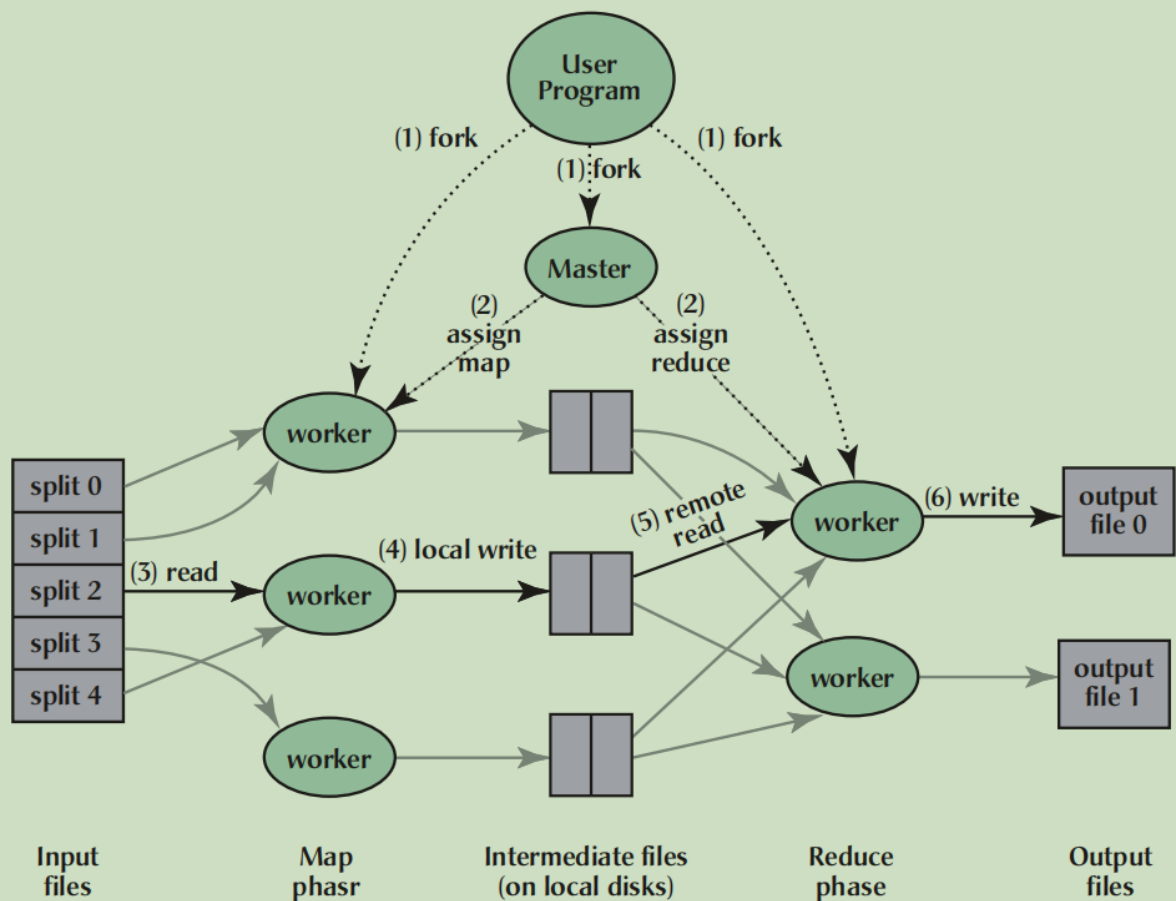 User
Program
(1) fork
(1) fork
(1) fork
Master
(2)
assign
map
(2)
assign
reduce
worker
split 0
split 1
split 2
split 3
split 4
(3) read
worker
(4) local write
worker
(5) remote
read
worker
(6) write
output
file 0
worker
output
file 1
Input
files
Map
phasr
Intermediate files
(on local disks)
Reduce
phase
Output
files